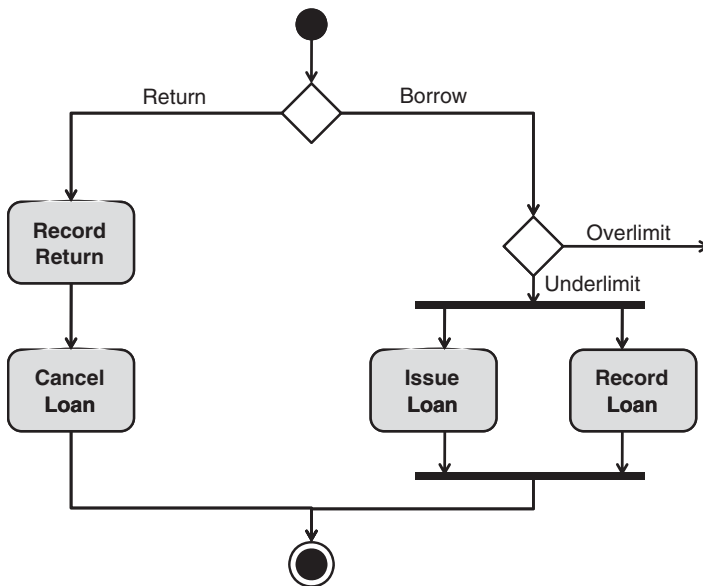 Return
Borrow
Record
Return
Overlimit
Underlimit
Cancel
Loan
Issue
Loan
Record
Loan